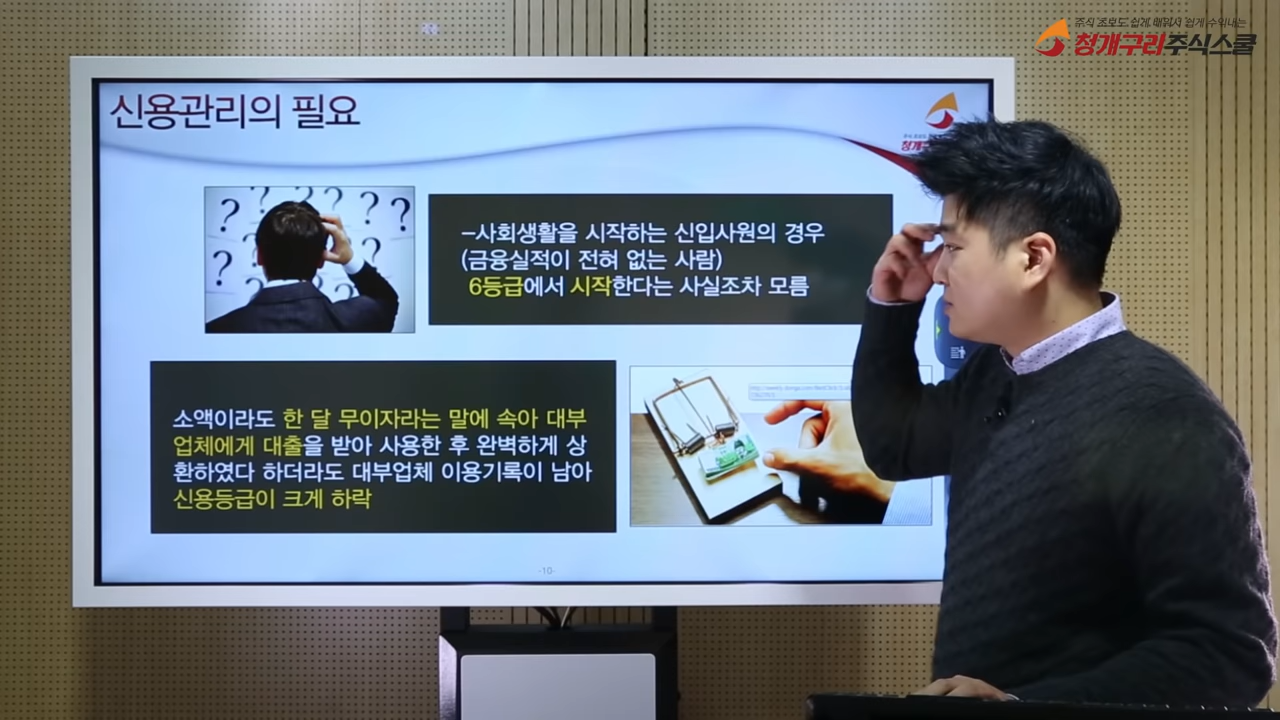 주식 초보도 쉽게 배워서 쉽게 수익내는
청개구리주식스쿨
신용관리의 필요
청개구
-사회생활을 시작하는 신입사원의 경우
(금융실적이 전혀 없는 사람)
6등급에서 시작한다는 사실조차 모름
소액이라도 한 달 무이자라는 말에 속아 대부
업체에게 대출을 받아 사용한 후 완벽하게 상
환하였다 하더라도 대부업체 이용기록이 남아
신용등급이 크게 하락
-10-